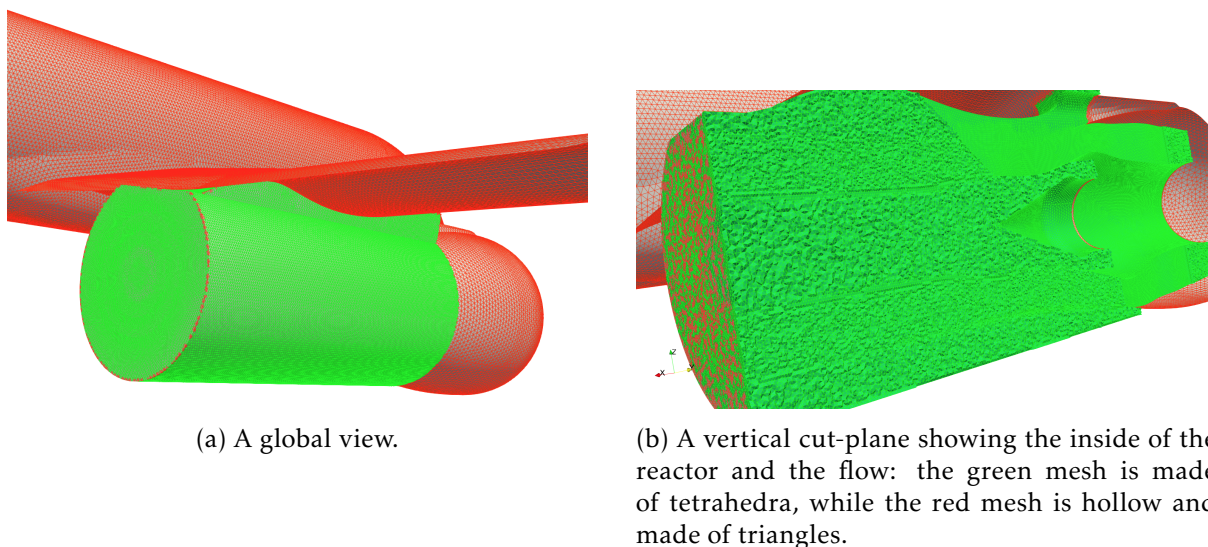 (a) A global view.
(b) A vertical cut-plane showing the inside of the
reactor and the flow: the green mesh is made
of tetrahedra, while the red mesh is hollow and
made of triangles.
Z
X
Y